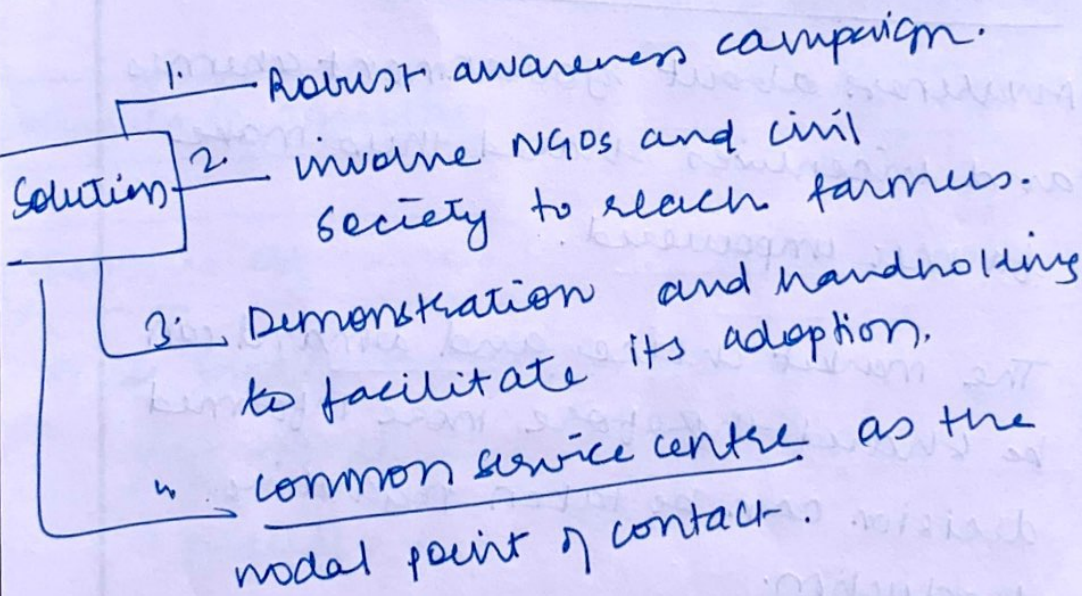 1. Robust awareness campaign.
Solution
2. involve NGOs and civil
society to reach farmers.
3. Demonstration and handholding
to facilitate its adoption.
4. common service centre as the
nodal point of contact.